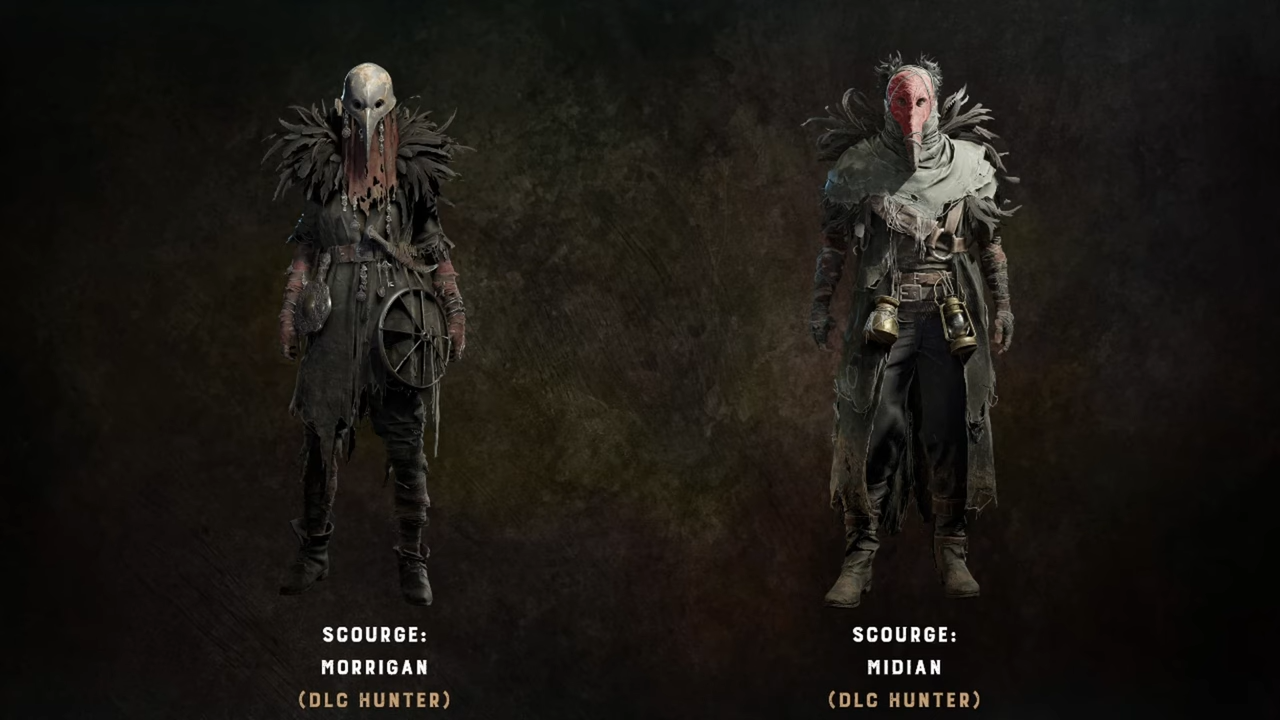 SCOURGE:
MORRIGAN
(DLC HUNTER)
SCOURGE:
MIDIAN
(DLC HUNTER)